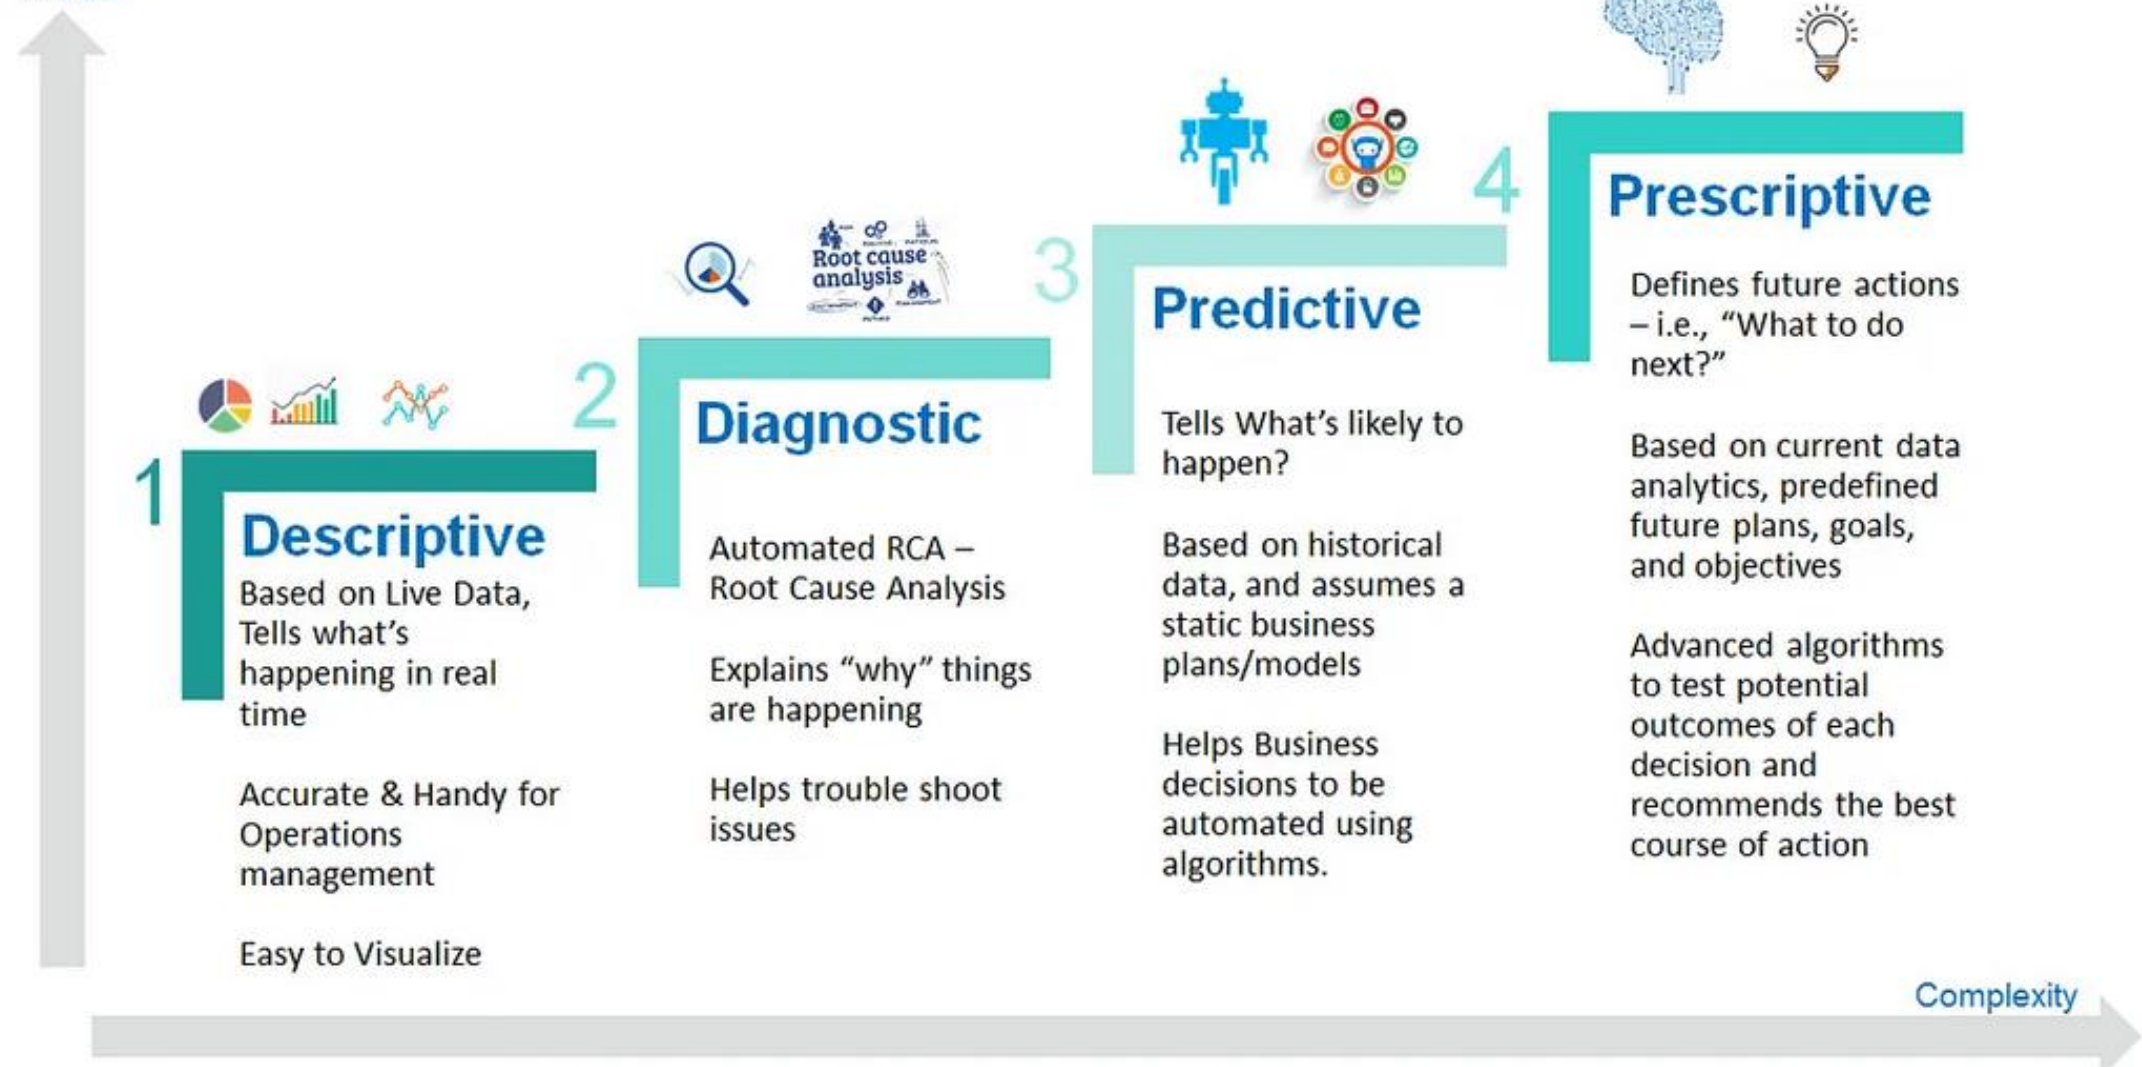 1
Descriptive
Based on Live Data,
Tells what's
happening in real
time
Accurate & Handy for
Operations
management
Easy to Visualize
2
Root cause
analysis
Diagnostic
Automated RCA –
Root Cause Analysis
Explains “why” things
are happening
Helps trouble shoot
issues
3
Predictive
Tells What's likely to
happen?
Based on historical
data, and assumes a
static business
plans/models
Helps Business
decisions to be
automated using
algorithms.
4
Prescriptive
Defines future actions
– i.e., “What to do
next?”
Based on current data
analytics, predefined
future plans, goals,
and objectives
Advanced algorithms
to test potential
outcomes of each
decision and
recommends the best
course of action
Complexity